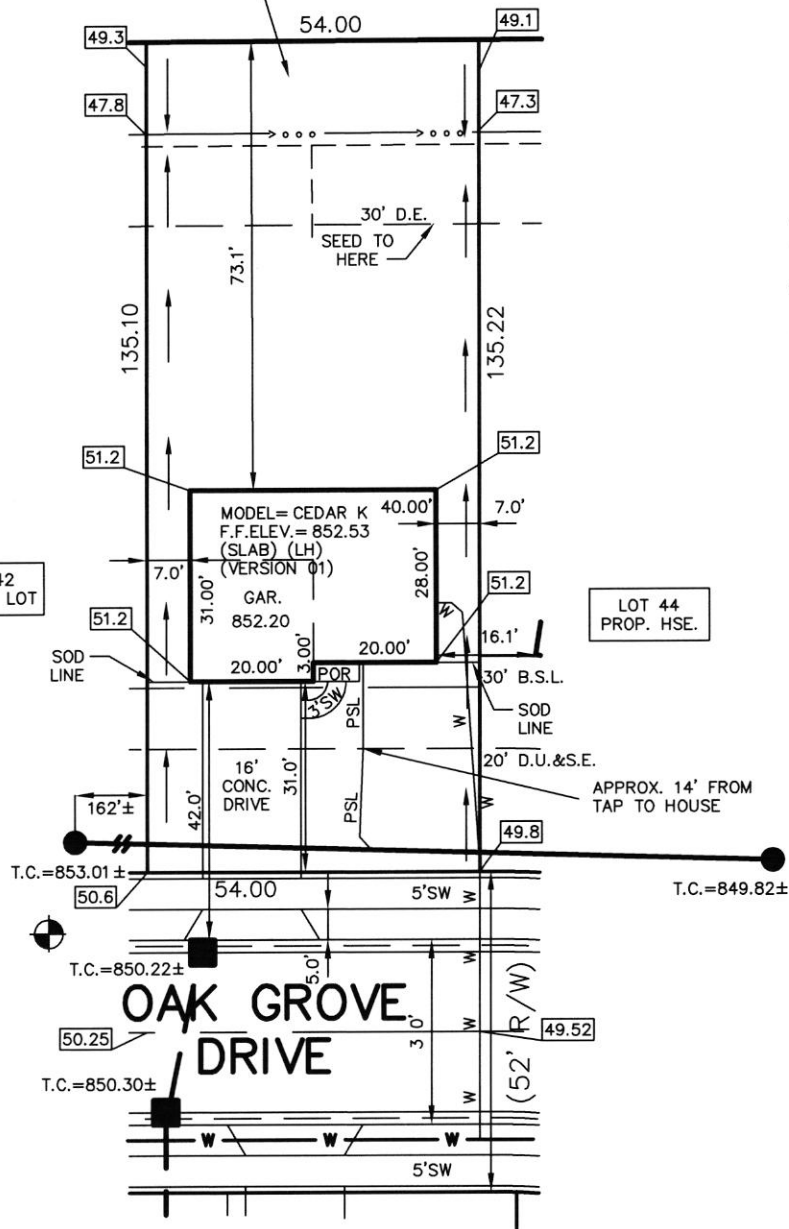 54.00
49.3
49.1
47.8
47.3
30' D.E.
SEED TO
HERE
73.1'
135.10
135.22
51.2
51.2
MODEL= CEDAR K
F.F.ELEV.= 852.53
(SLAB) (LH)
(VERSION 01)
40.00'
7.0'
7.0'
31.00'
GAR.
852.20
28.00'
42
LOT
51.2
51.2
LOT 44
PROP. HSE.
16.1'
SOD
LINE
20.00'
3.00'
20.00'
POR
3'SW
30' B.S.L.
SOD
LINE
W
W
W
PSL
PSL
16'
CONC.
DRIVE
42.0'
31.0'
20' D.U.&S.E.
APPROX. 14' FROM
TAP TO HOUSE
162'±
T.C.=853.01±
49.8
T.C.=849.82±
50.6
54.00
5'SW
W
T.C.=850.22±
5.0'
W
OAK GROVE
DRIVE
50.25
W
49.52
(52' R/W)
T.C.=850.30±
W
W
W
W
5'SW